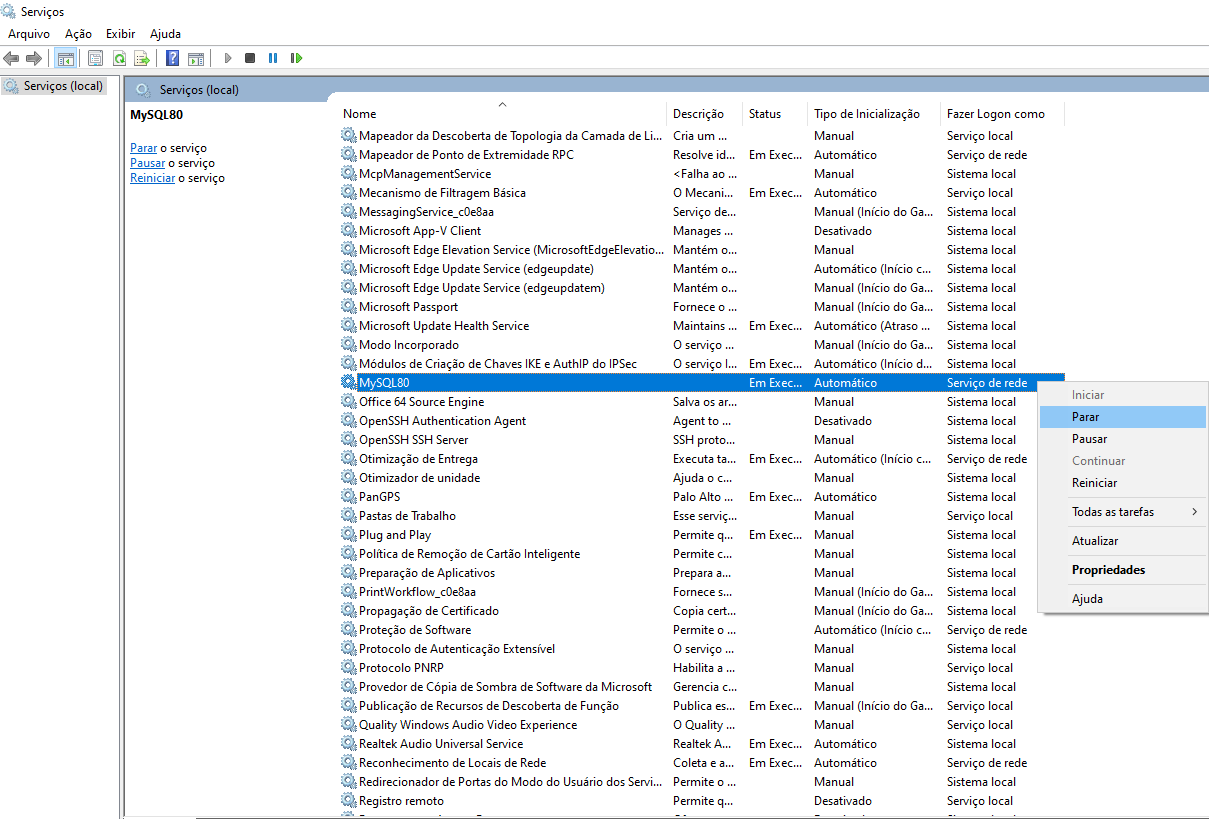 Serviços
Arquivo Ação Exibir Ajuda
Serviços (local)
Serviços (local)
MySQL80
Parar o serviço
Pausar o serviço
Reiniciar o serviço
Nome Descrição Status Tipo de Inicialização Fazer Logon como
Mapeador da Descoberta de Topologia da Camada de Li... Cria um ... Manual Serviço local
Mapeador de Ponto de Extremidade RPC Resolve id... Em Exec... Automático Serviço de rede
McpManagementService <Falha ao ... Manual Sistema local
Mecanismo de Filtragem Básica O Mecani... Em Exec... Automático Serviço local
MessagingService_c0e8aa Serviço de... Manual (Início do Ga... Sistema local
Microsoft App-V Client Manages ... Desativado Sistema local
Microsoft Edge Elevation Service (MicrosoftEdgeElevatio... Mantém o... Manual Sistema local
Microsoft Edge Update Service (edgeupdate) Mantém o... Automático (Início c... Sistema local
Microsoft Edge Update Service (edgeupdatem) Mantém o... Manual (Início do Ga... Sistema local
Microsoft Passport Fornece o ... Manual (Início do Ga... Sistema local
Microsoft Update Health Service Maintains ... Em Exec... Automático (Atraso ... Sistema local
Modo Incorporado O serviço ... Manual (Início do Ga... Sistema local
Módulos de Criação de Chaves IKE e AuthIP do IPSec O serviço I... Em Exec... Automático (Início d... Sistema local
MySQL80 Em Exec... Automático Serviço de rede
Office 64 Source Engine Salva os ar... Manual Sistema local
OpenSSH Authentication Agent Agent to ... Desativado Sistema local
OpenSSH SSH Server SSH proto... Manual Sistema local
Otimização de Entrega Executa ta... Em Exec... Automático (Início c... Serviço de rede
Otimizador de unidade Ajuda o c... Manual Sistema local
PanGPS Palo Alto ... Em Exec... Automático Sistema local
Pastas de Trabalho Esse serviç... Manual Serviço local
Plug and Play Permite q... Em Exec... Manual Sistema local
Política de Remoção de Cartão Inteligente Permite c... Manual Sistema local
Preparação de Aplicativos Prepara a... Manual Sistema local
PrintWorkflow_c0e8aa Fornece s... Manual (Início do Ga... Sistema local
Propagação de Certificado Copia cert... Manual (Início do Ga... Sistema local
Proteção de Software Permite o ... Automático (Início c... Serviço de rede
Protocolo de Autenticação Extensível O serviço ... Manual Sistema local
Protocolo PNRP Habilita a ... Manual Serviço local
Provedor de Cópia de Sombra de Software da Microsoft Gerencia c... Manual Sistema local
Publicação de Recursos de Descoberta de Função Publica es... Em Exec... Manual (Início do Ga... Serviço local
Quality Windows Audio Video Experience O Quality ... Manual Serviço local
Realtek Audio Universal Service Realtek A... Em Exec... Automático Sistema local
Reconhecimento de Locais de Rede Coleta e a... Em Exec... Automático Serviço de rede
Redirecionador de Portas do Modo do Usuário dos Servi... Permite o ... Manual Sistema local
Registro remoto Permite q... Desativado Serviço local
Iniciar
Parar
Pausar
Continuar
Reiniciar
Todas as tarefas
Atualizar
Propriedades
Ajuda